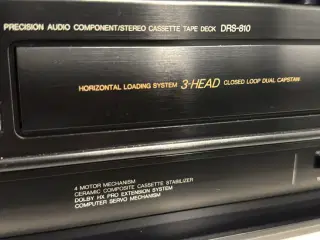 PRECISION AUDIO COMPONENT/STEREO CASSETTE TAPE DECK DRS-810
HORIZONTAL LOADING SYSTEM 3-HEAD CLOSED LOOP DUAL CAPSTAN
4 MOTOR MECHANISM
CERAMIC COMPOSITE CASSETTE STABILIZER
DOLBY HX PRO EXTENSION SYSTEM
COMPUTER SERVO MECHANISM